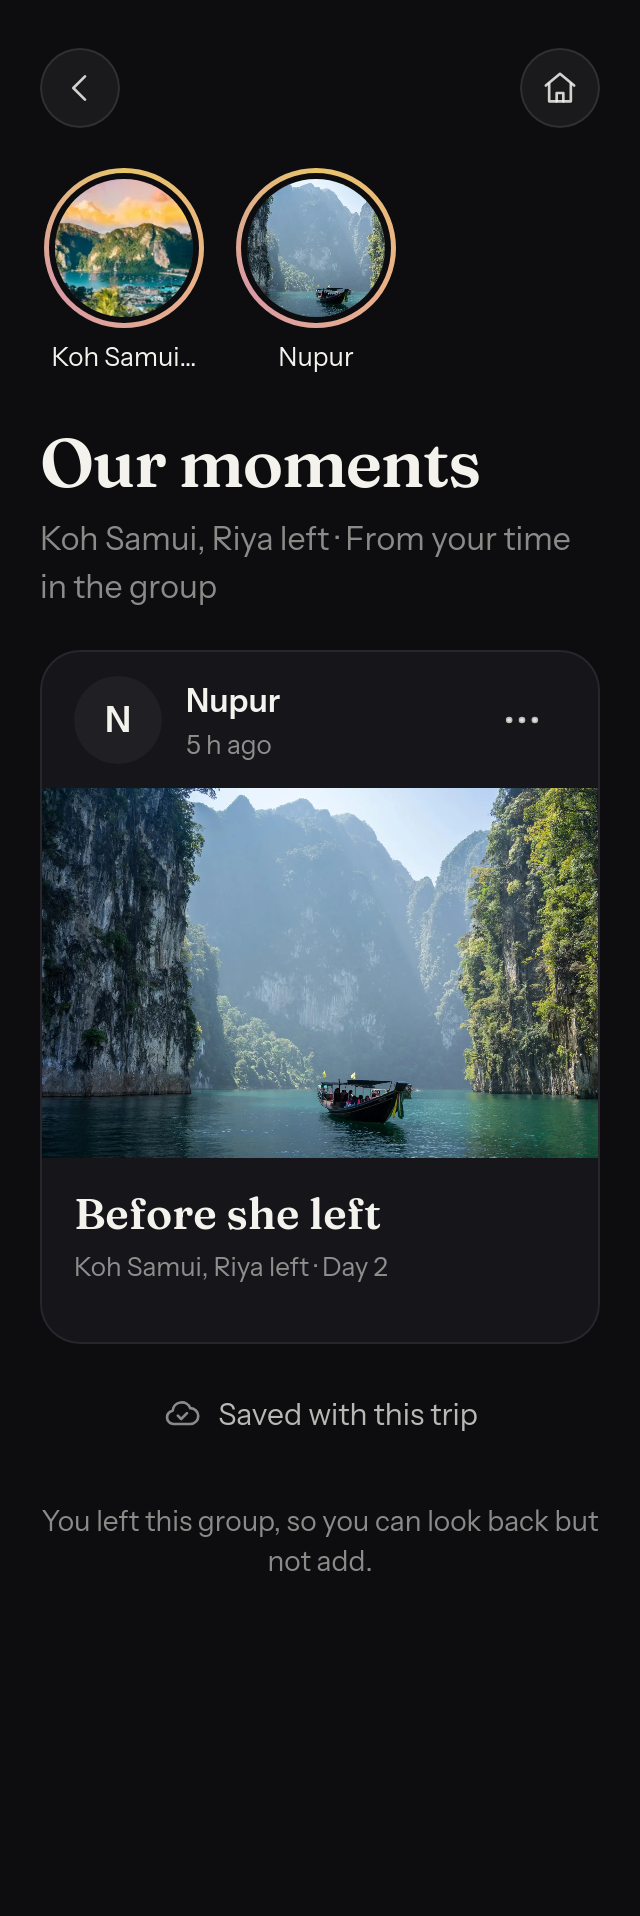 Koh Samui...
Nupur
Our moments
Koh Samui, Riya left · From your time
in the group
N
Nupur
5 h ago
Before she left
Koh Samui, Riya left · Day 2
Saved with this trip
You left this group, so you can look back but
not add.